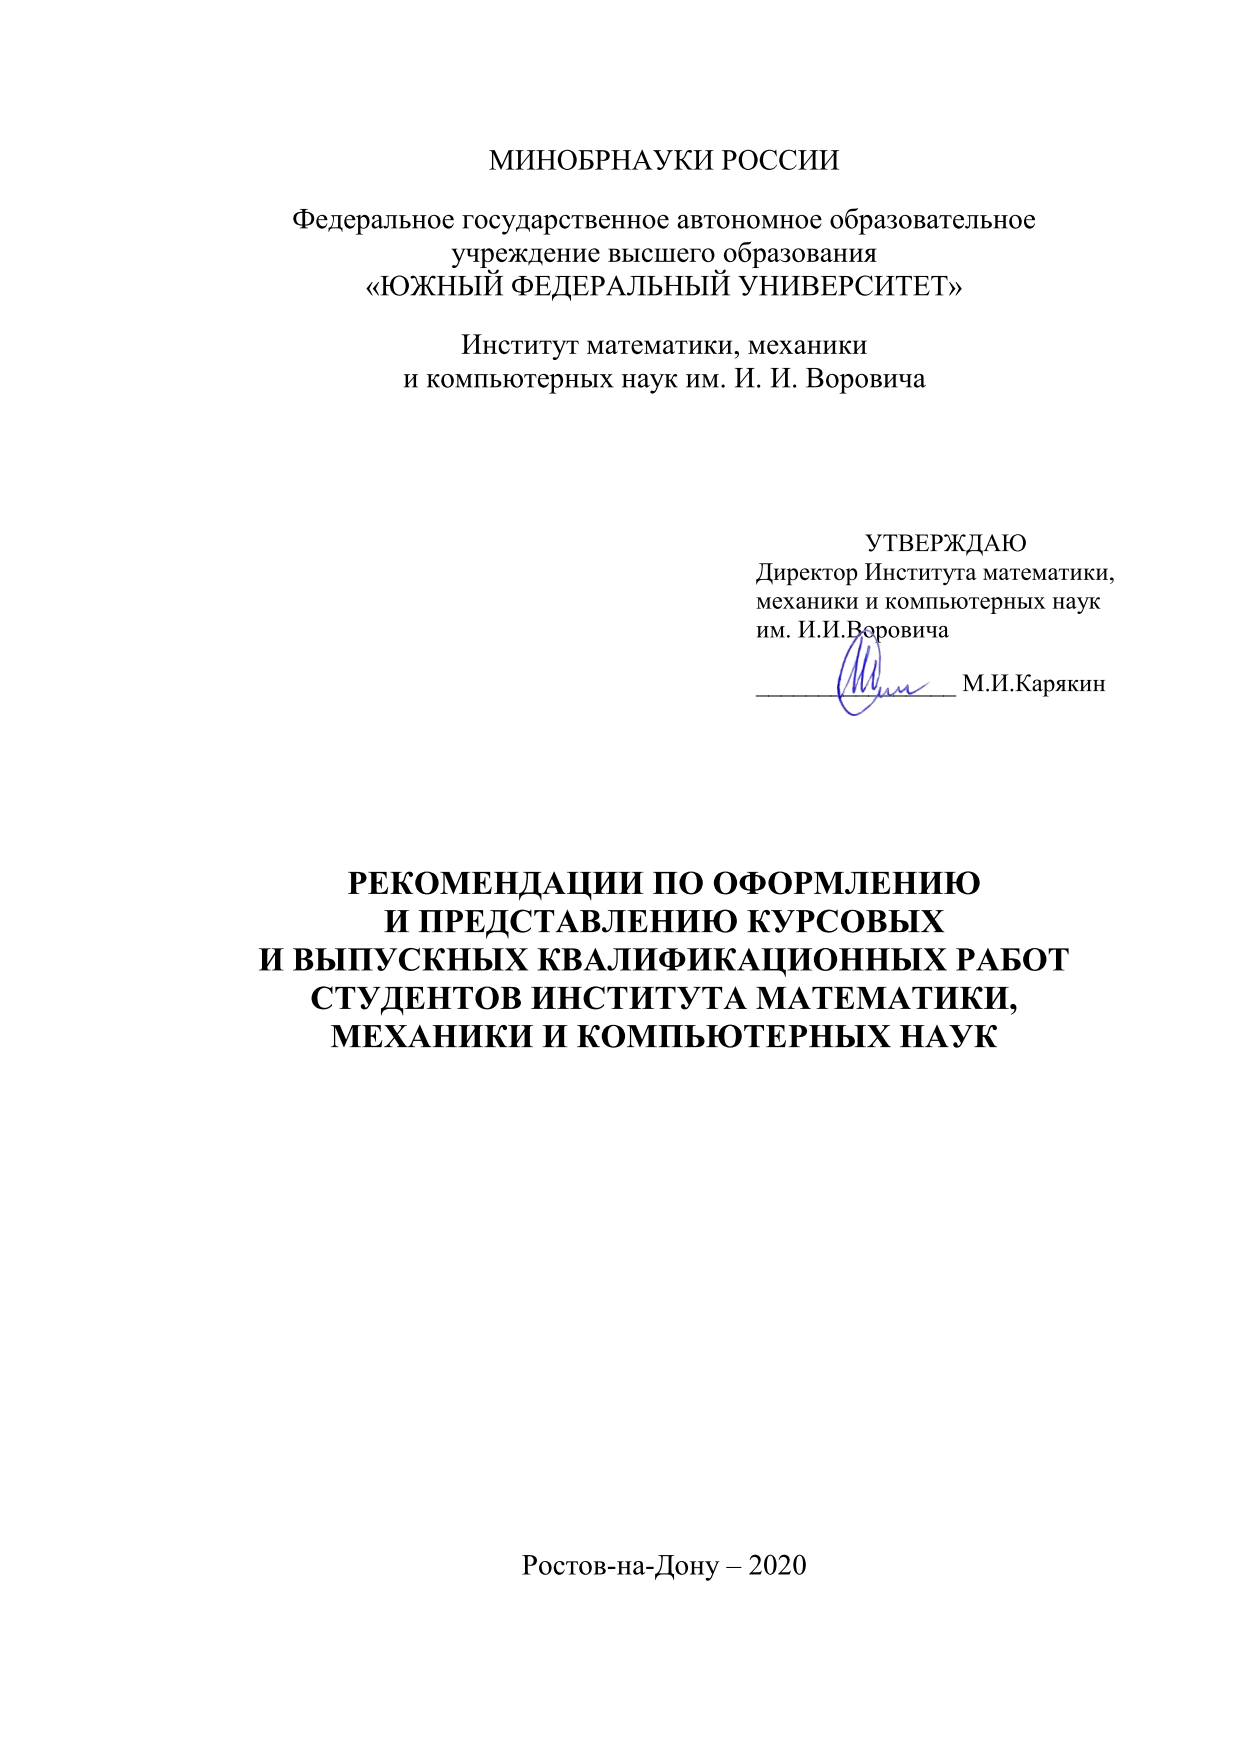 МИНОБРНАУКИ РОССИИ
Федеральное государственное автономное образовательное
учреждение высшего образования
«ЮЖНЫЙ ФЕДЕРАЛЬНЫЙ УНИВЕРСИТЕТ»
Институт математики, механики
и компьютерных наук им. И. И. Воровича
УТВЕРЖДАЮ
Директор Института математики,
механики и компьютерных наук
им. И.И.Воровича
________________ М.И.Карякин
РЕКОМЕНДАЦИИ ПО ОФОРМЛЕНИЮ
И ПРЕДСТАВЛЕНИЮ КУРСОВЫХ
И ВЫПУСКНЫХ КВАЛИФИКАЦИОННЫХ РАБОТ
СТУДЕНТОВ ИНСТИТУТА МАТЕМАТИКИ,
МЕХАНИКИ И КОМПЬЮТЕРНЫХ НАУК
Ростов-на-Дону – 2020